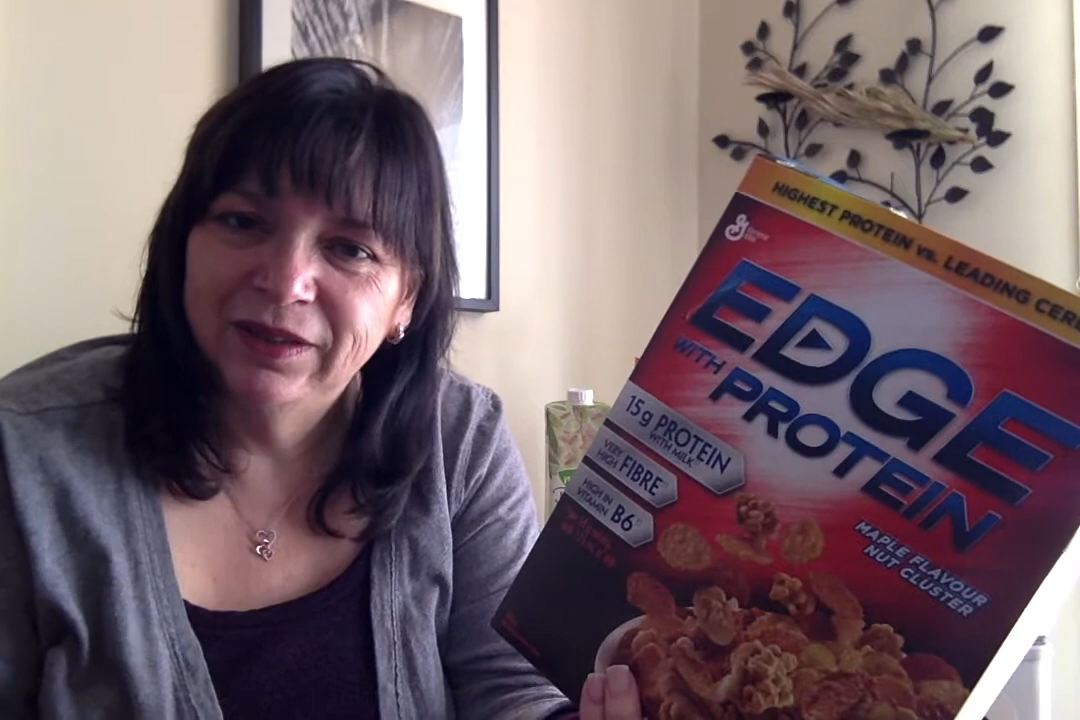 HIGHEST PROTEIN vs. LEADING CERE
EDGE
WITH PROTEIN
15g PROTEIN
WITH MILK
VERY HIGH FIBRE
HIGH IN VITAMIN B6
MAPLE FLAVOUR
NUT CLUSTER